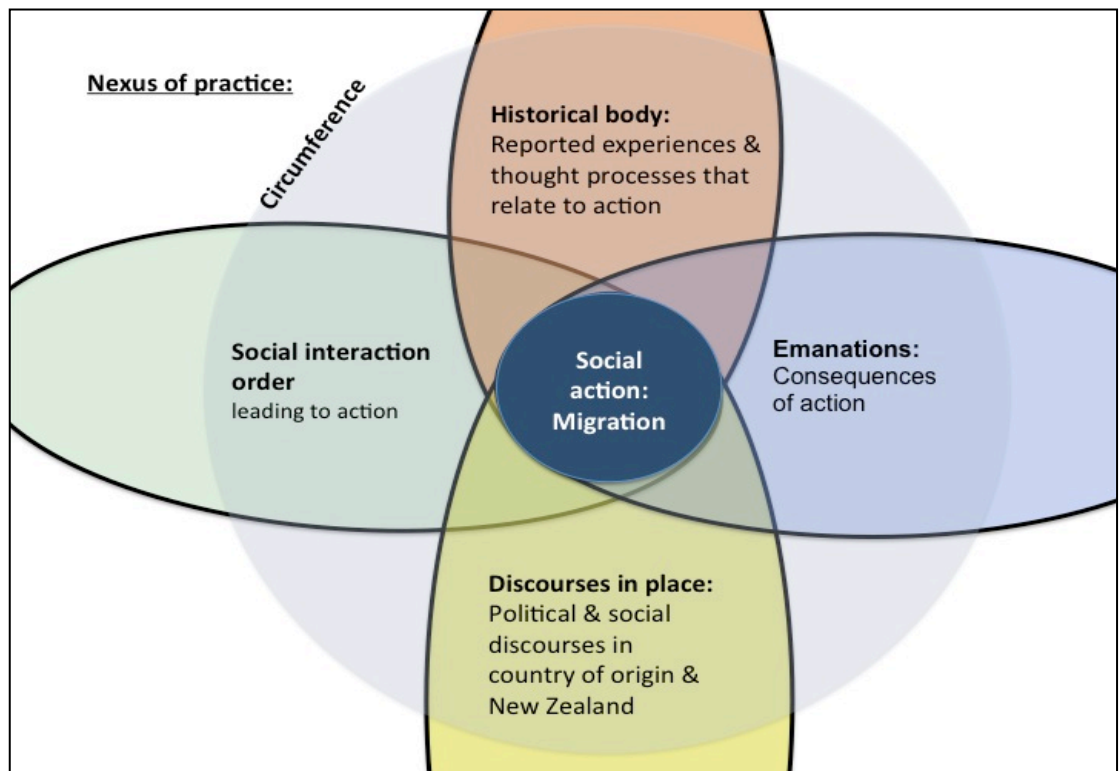 Nexus of practice:
Circumference
Historical body:
Reported experiences &
thought processes that
relate to action
Social interaction
order
leading to action
Social
action:
Migration
Emanations:
Consequences
of action
Discourses in place:
Political & social
discourses in
country of origin &
New Zealand